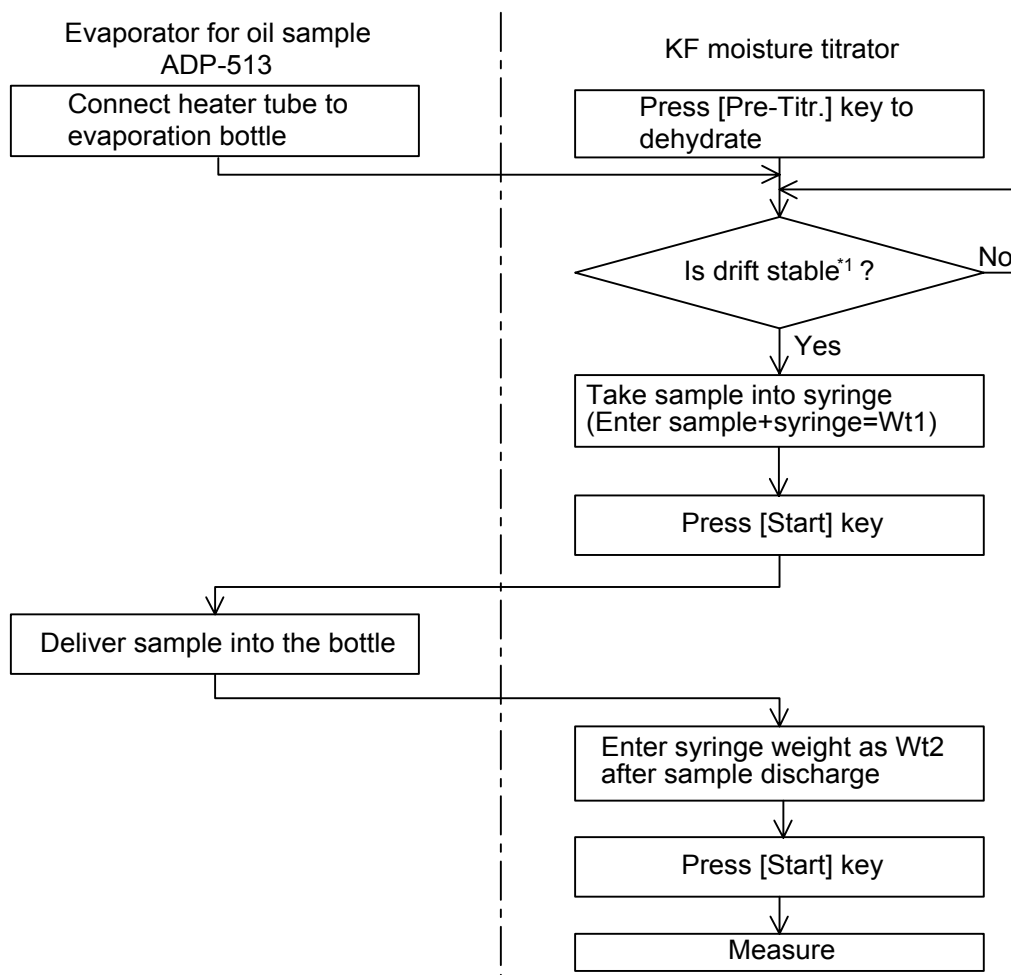 Evaporator for oil sample
ADP-513
KF moisture titrator
Connect heater tube to
evaporation bottle
Press [Pre-Titr.] key to
dehydrate
Is drift stable*1 ?
No
Yes
Take sample into syringe
(Enter sample+syringe=Wt1)
Press [Start] key
Deliver sample into the bottle
Enter syringe weight as Wt2
after sample discharge
Press [Start] key
Measure